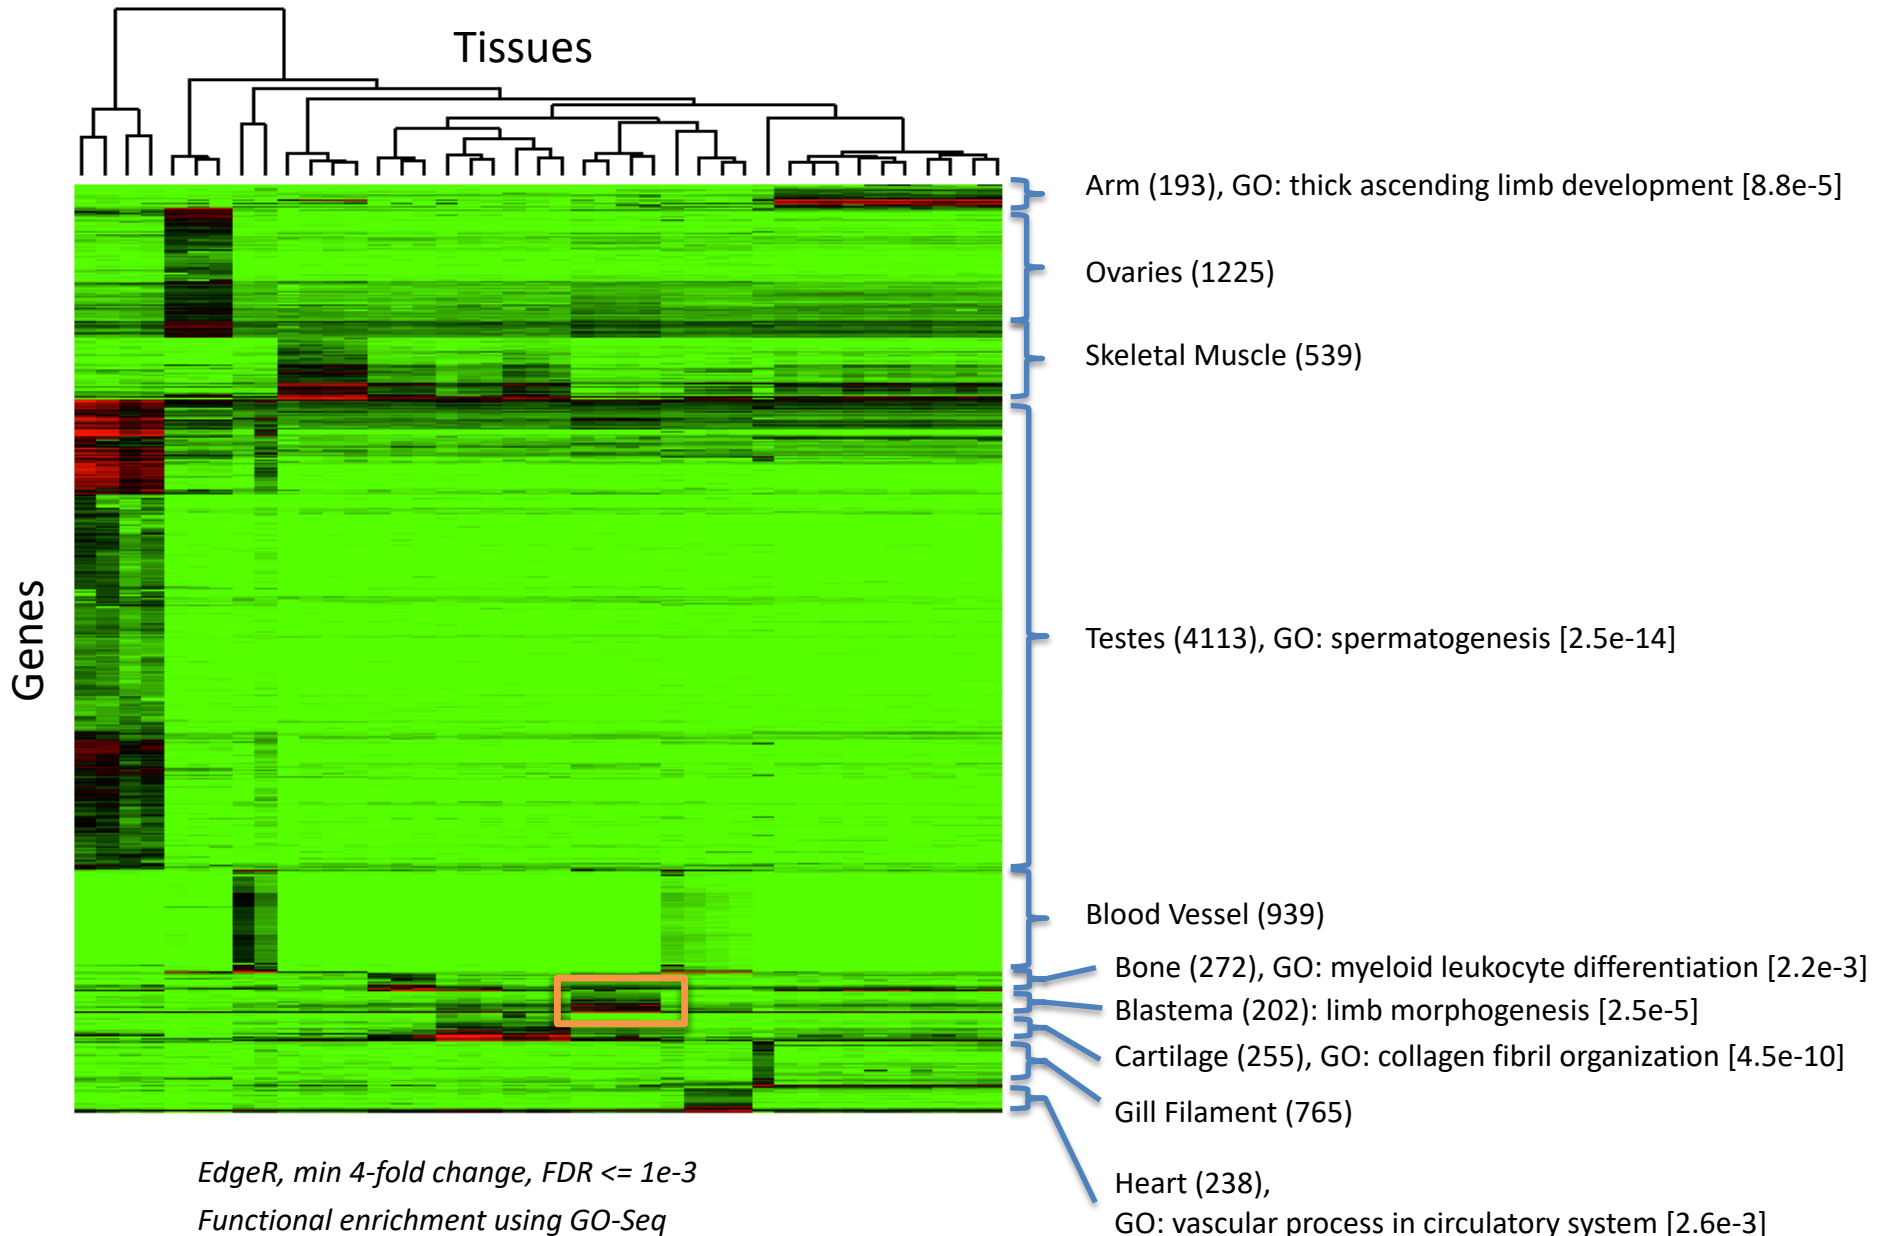 Tissues
Genes
Arm (193), GO: thick ascending limb development [8.8e-5]
Ovaries (1225)
Skeletal Muscle (539)
Testes (4113), GO: spermatogenesis [2.5e-14]
Blood Vessel (939)
Bone (272), GO: myeloid leukocyte differentiation [2.2e-3]
Blastema (202): limb morphogenesis [2.5e-5]
Cartilage (255), GO: collagen fibril organization [4.5e-10]
Gill Filament (765)
Heart (238),
GO: vascular process in circulatory system [2.6e-3]
EdgeR, min 4-fold change, FDR <= 1e-3
Functional enrichment using GO-Seq